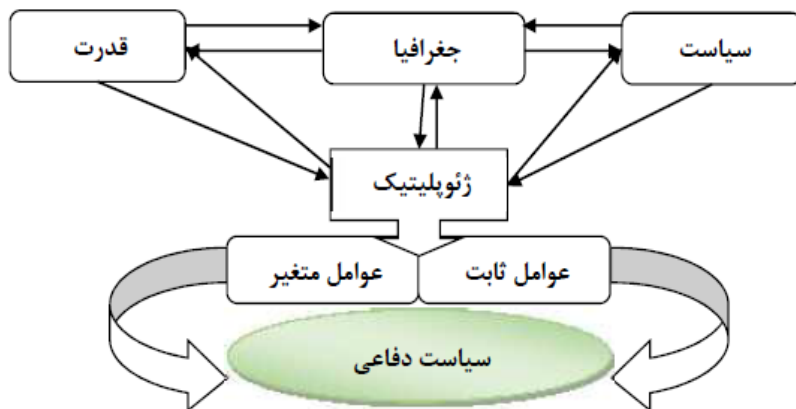 سیاست
جغرافیا
قدرت
ژئوپلیتیک
عوامل ثابت
عوامل متغیر
سیاست دفاعی